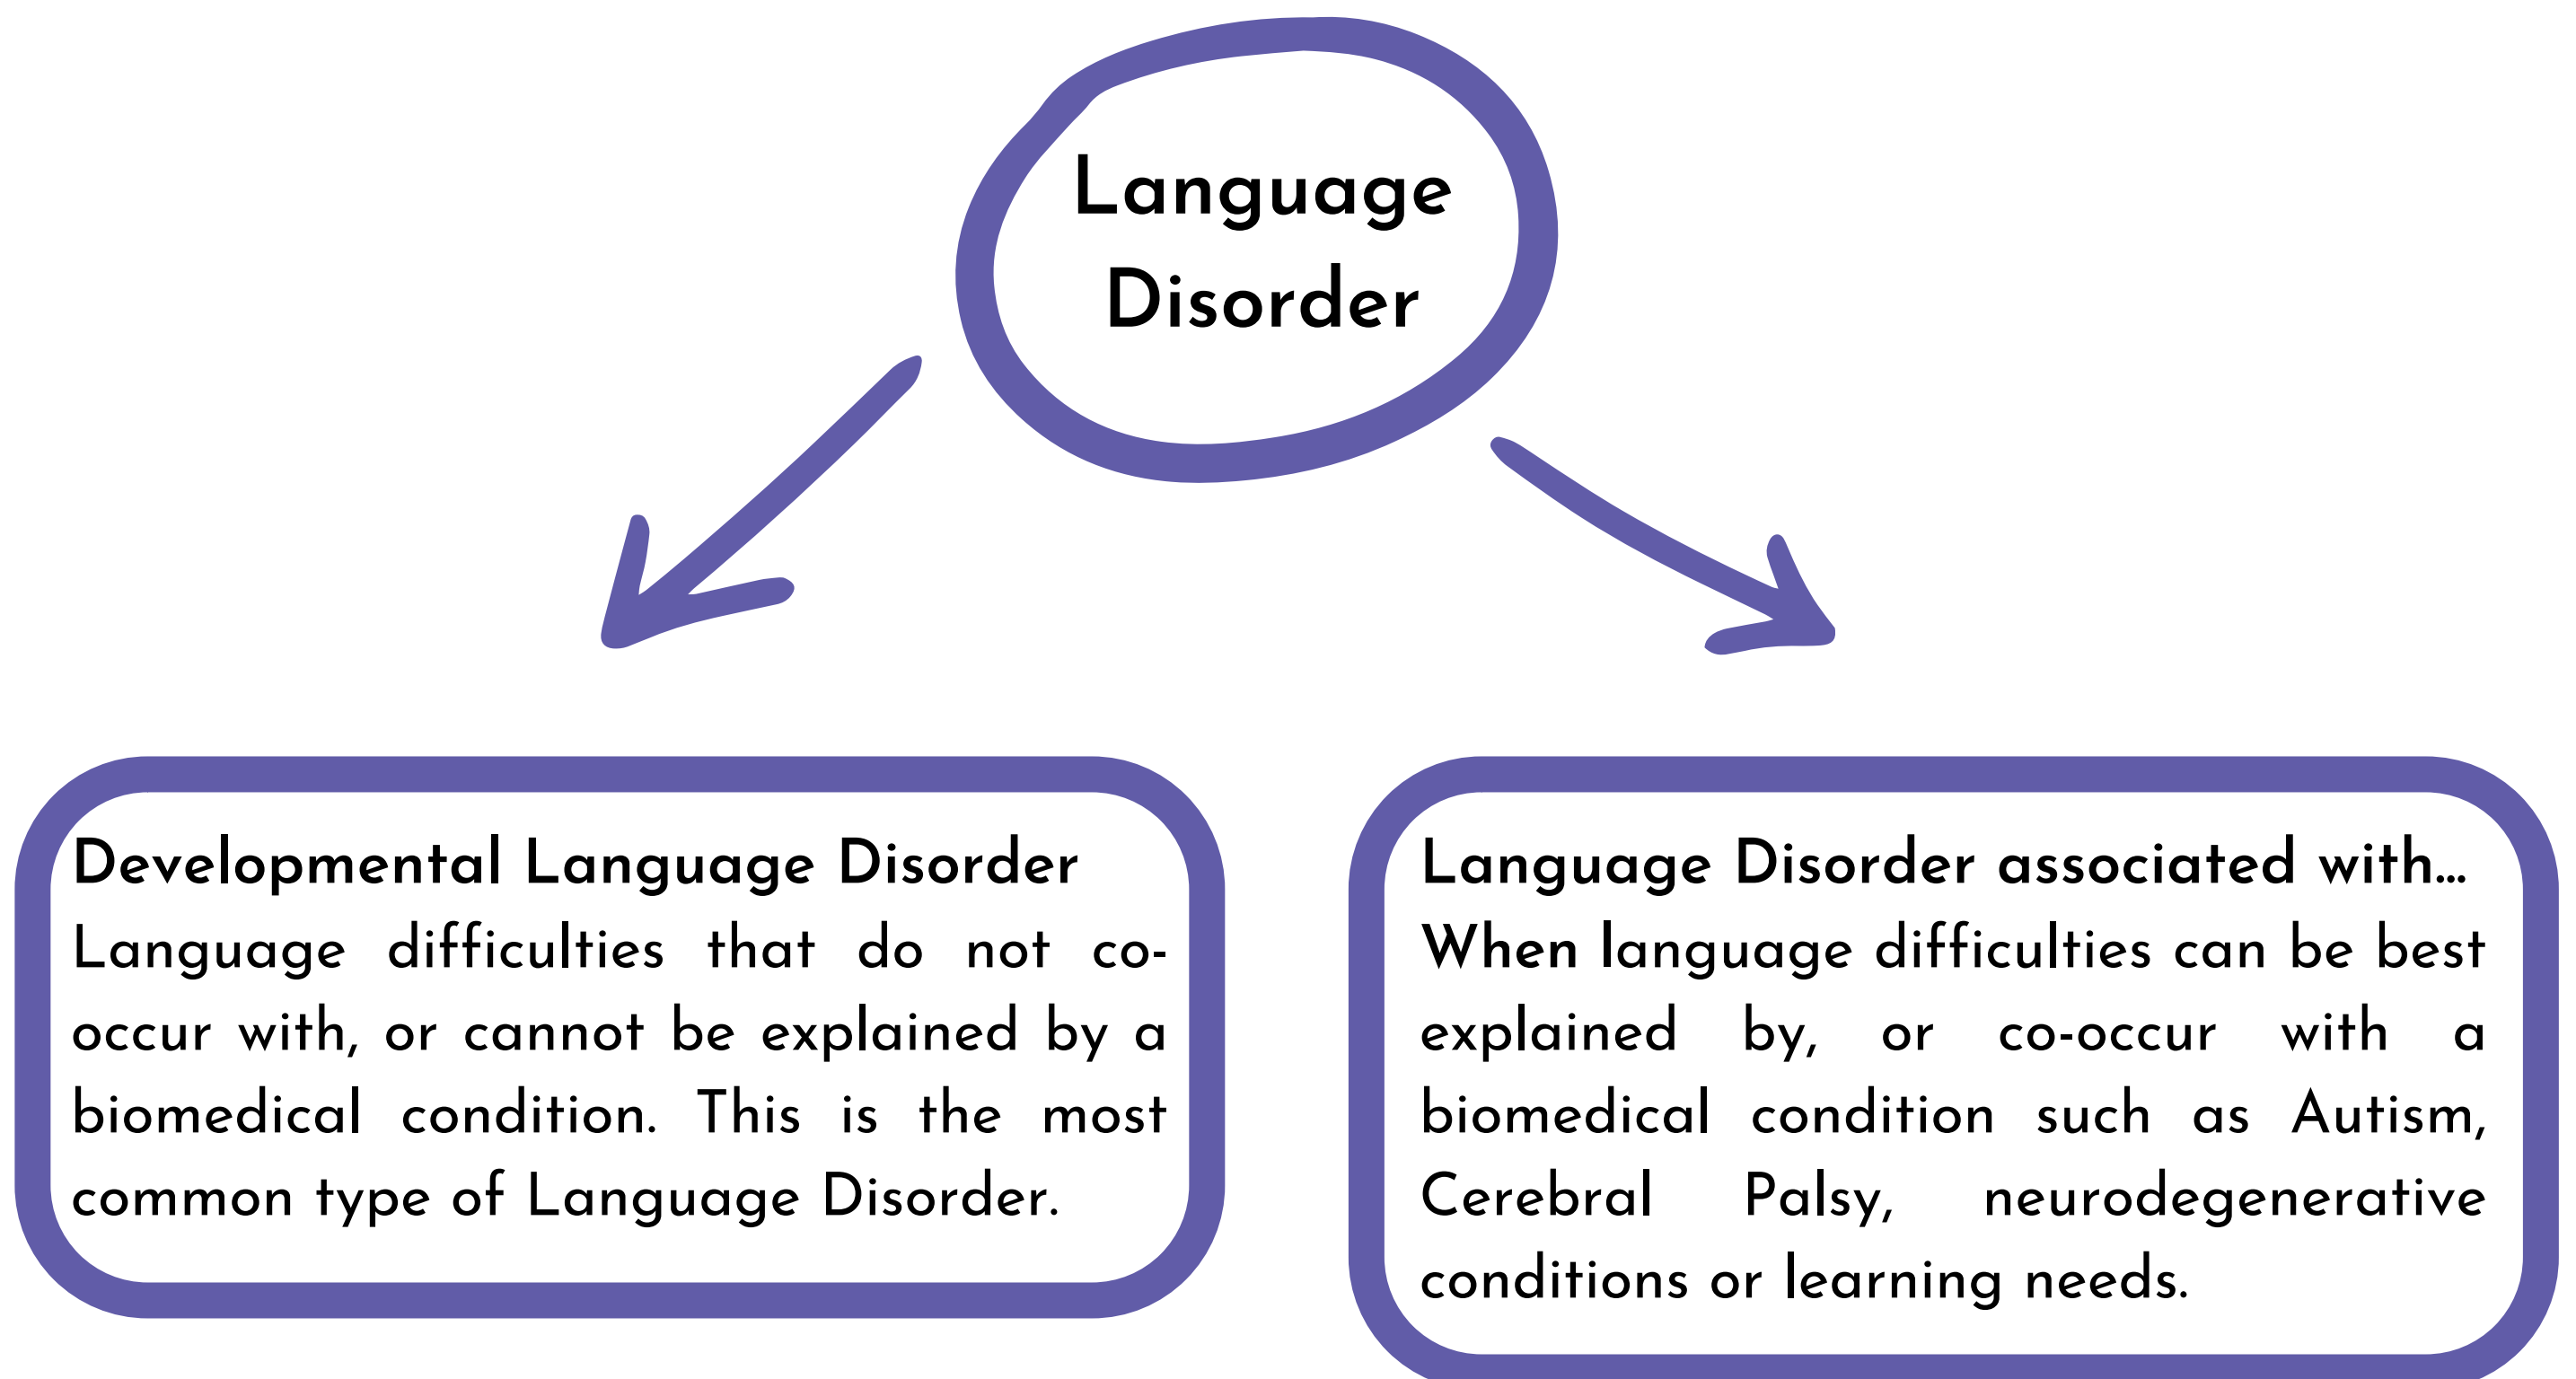 Language
Disorder
Developmental Language Disorder
Language difficulties that do not co-
occur with, or cannot be explained by a
biomedical condition. This is the most
common type of Language Disorder.
Language Disorder associated with...
When language difficulties can be best
explained by, or co-occur with a
biomedical condition such as Autism,
Cerebral Palsy, neurodegenerative
conditions or learning needs.